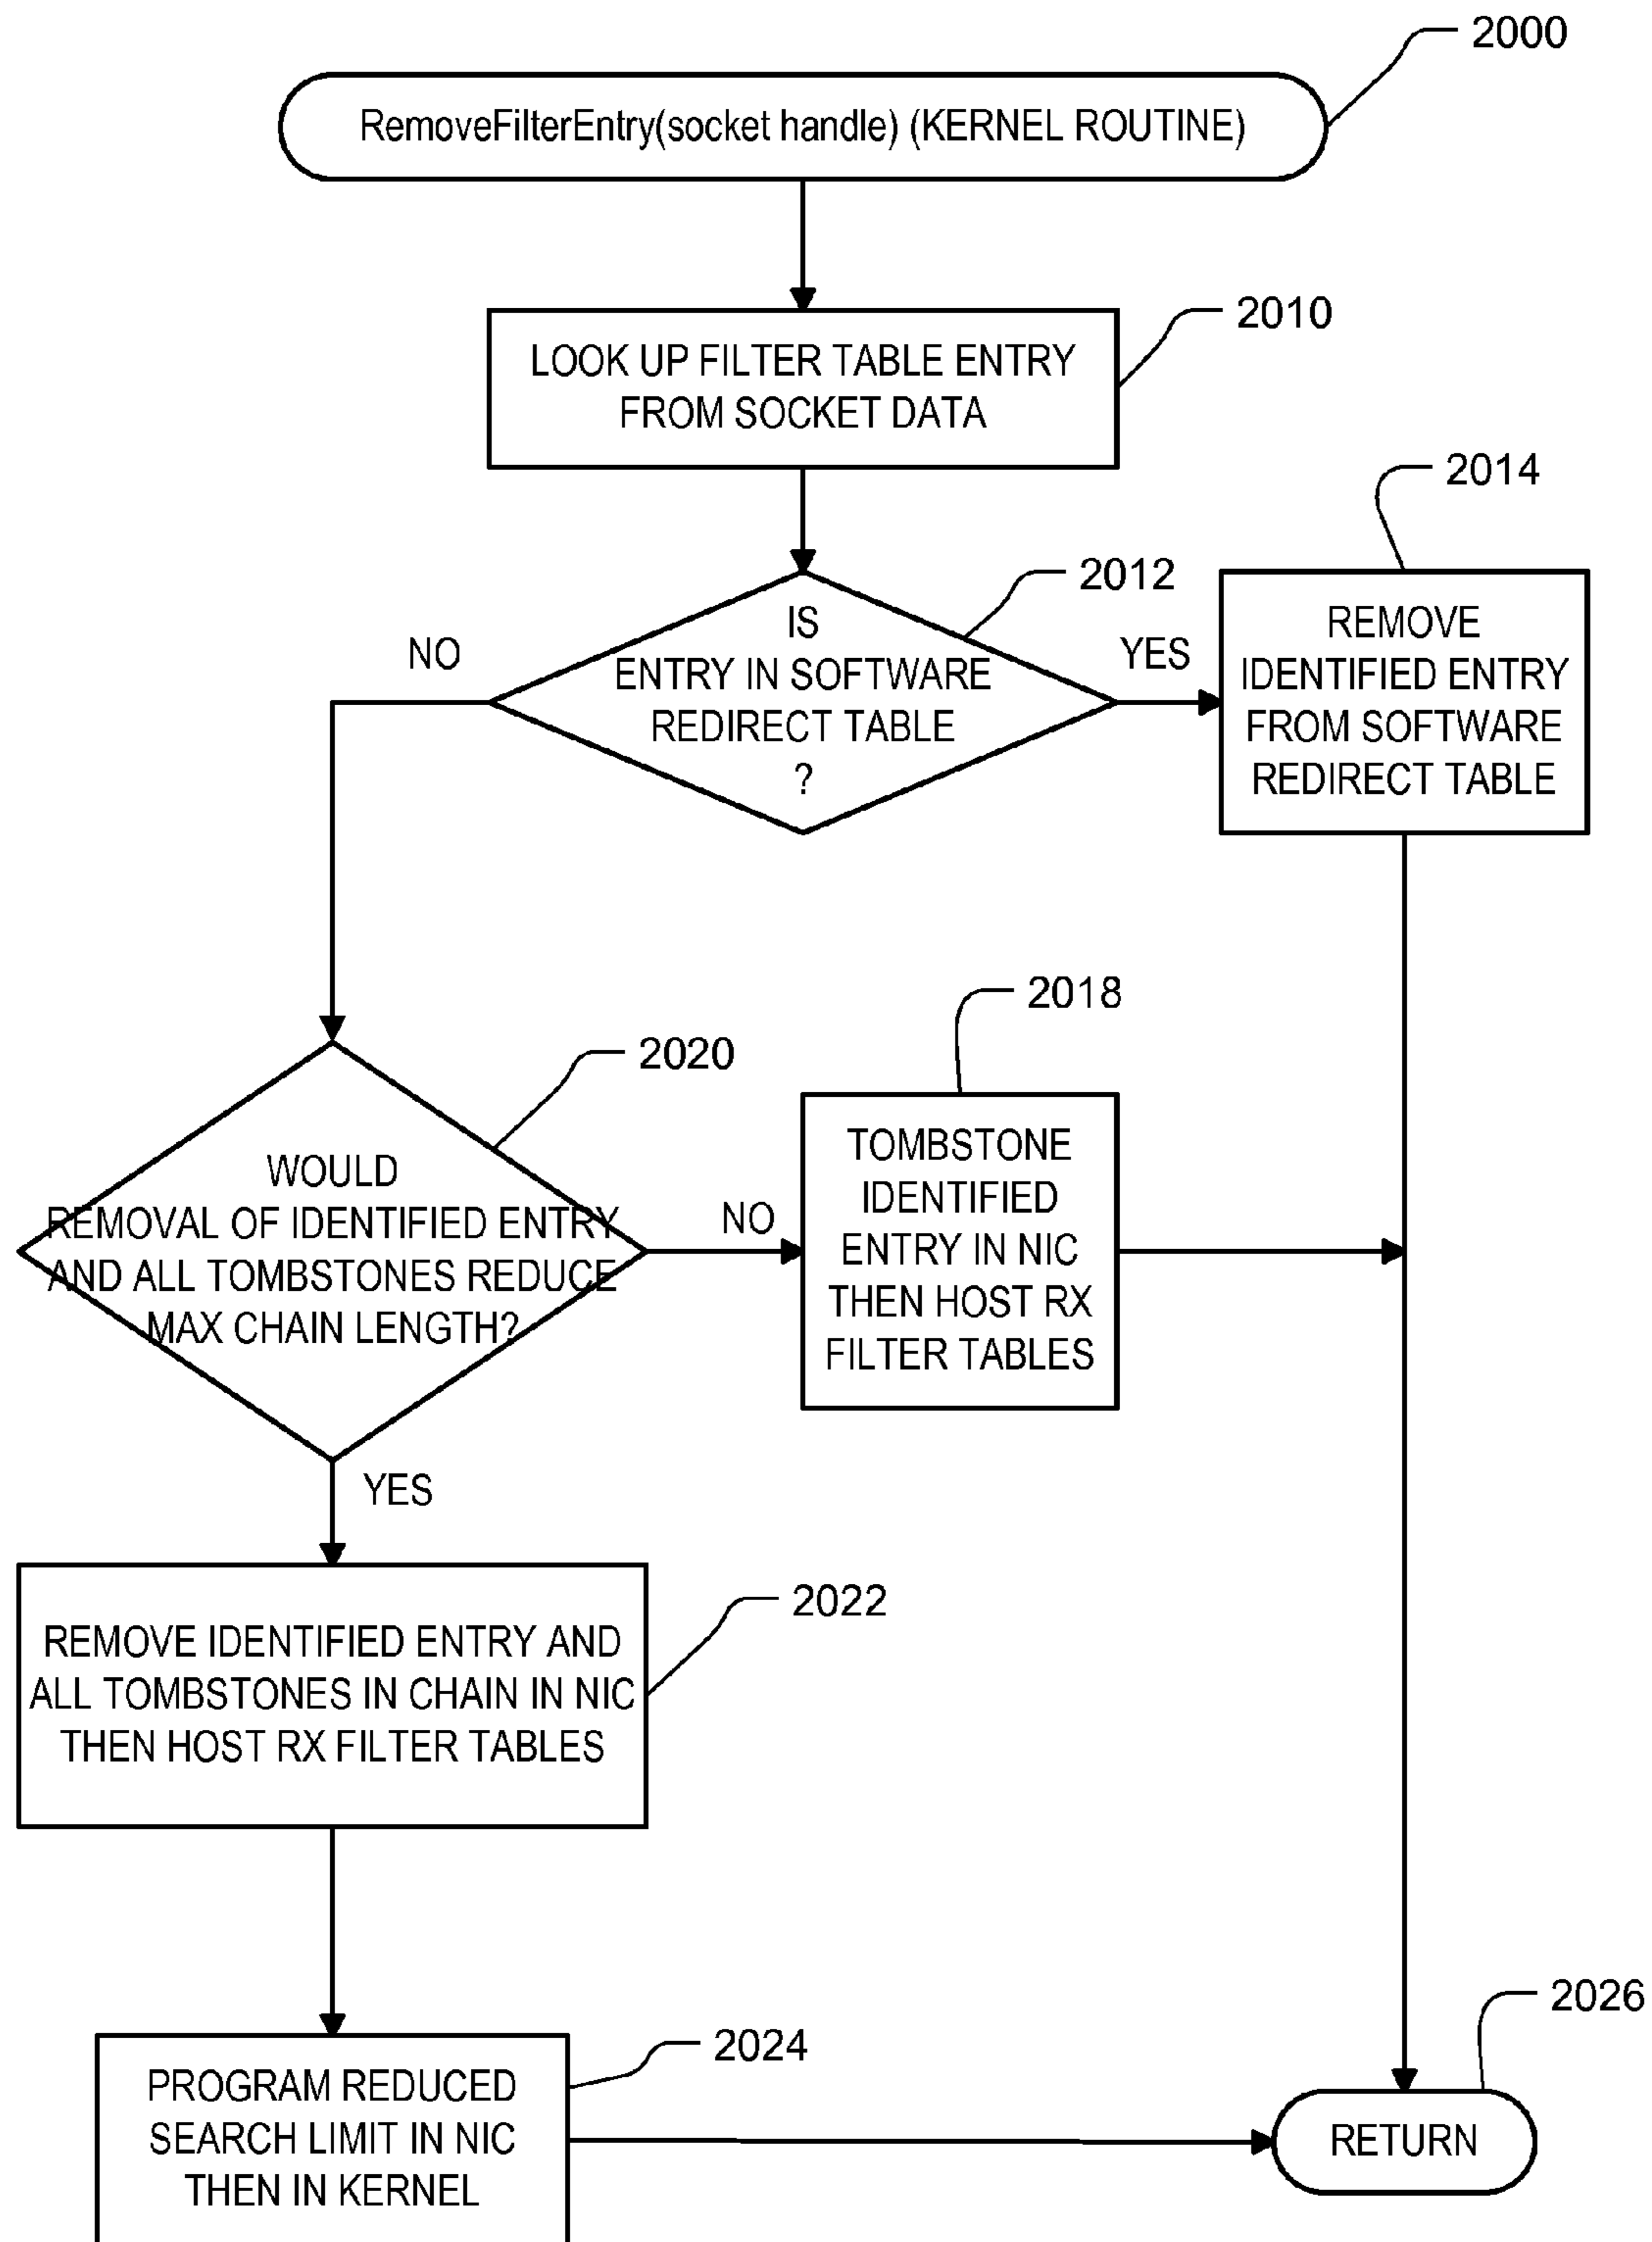 2000
RemoveFilterEntry(socket handle) (KERNEL ROUTINE)
2010
LOOK UP FILTER TABLE ENTRY
FROM SOCKET DATA
2014
2012
IS
ENTRY IN SOFTWARE
REDIRECT TABLE
?
NO
YES
REMOVE
IDENTIFIED ENTRY
FROM SOFTWARE
REDIRECT TABLE
2018
2020
WOULD
REMOVAL OF IDENTIFIED ENTRY
AND ALL TOMBSTONES REDUCE
MAX CHAIN LENGTH?
NO
TOMBSTONE
IDENTIFIED
ENTRY IN NIC
THEN HOST RX
FILTER TABLES
YES
2022
REMOVE IDENTIFIED ENTRY AND
ALL TOMBSTONES IN CHAIN IN NIC
THEN HOST RX FILTER TABLES
2026
2024
PROGRAM REDUCED
SEARCH LIMIT IN NIC
THEN IN KERNEL
RETURN